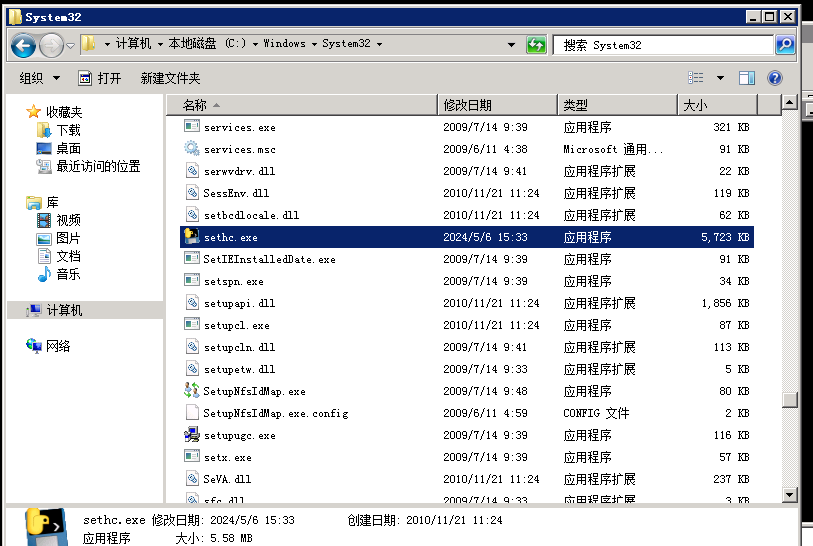 System32
计算机 本地磁盘 (C:) Windows System32
搜索 System32
组织 打开 新建文件夹
收藏夹
下载
桌面
最近访问的位置
库
视频
图片
文档
音乐
计算机
网络
名称 修改日期 类型 大小
services.exe 2009/7/14 9:39 应用程序 321 KB
services.msc 2009/6/11 4:38 Microsoft 通用... 91 KB
serwvdrv.dll 2009/7/14 9:41 应用程序扩展 22 KB
SessEnv.dll 2010/11/21 11:24 应用程序扩展 119 KB
setbcdlocale.dll 2010/11/21 11:24 应用程序扩展 62 KB
sethc.exe 2024/5/6 15:33 应用程序 5,723 KB
SetIEInstalledDate.exe 2009/7/14 9:39 应用程序 91 KB
setspn.exe 2009/7/14 9:39 应用程序 34 KB
setupapi.dll 2010/11/21 11:24 应用程序扩展 1,856 KB
setupcl.exe 2010/11/21 11:24 应用程序 87 KB
setupcln.dll 2009/7/14 9:41 应用程序扩展 113 KB
setupetw.dll 2009/7/14 9:33 应用程序扩展 5 KB
SetupNfsIdMap.exe 2009/7/14 9:48 应用程序 80 KB
SetupNfsIdMap.exe.config 2009/6/11 4:59 CONFIG 文件 2 KB
setupugc.exe 2009/7/14 9:39 应用程序 116 KB
setx.exe 2009/7/14 9:39 应用程序 57 KB
SeVA.dll 2010/11/21 11:24 应用程序扩展 237 KB
sfc.dll 2009/7/14 9:33 应用程序扩展 3 KB
sethc.exe 修改日期: 2024/5/6 15:33 创建日期: 2010/11/21 11:24
应用程序 大小: 5.58 MB